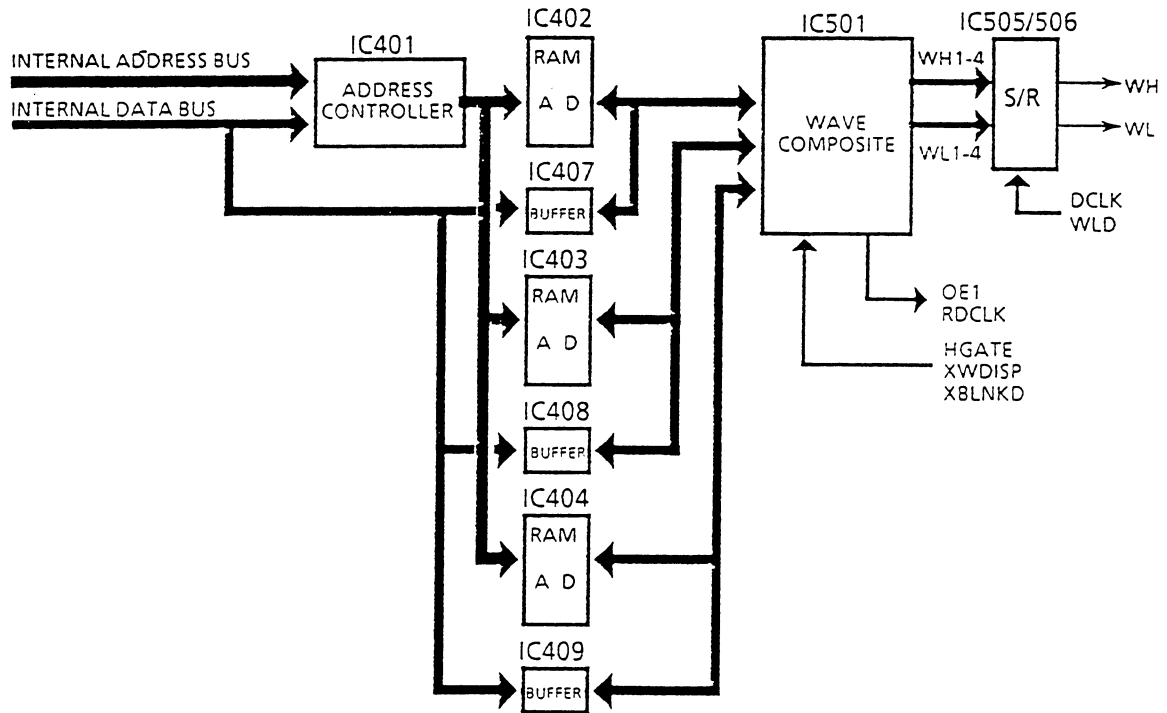 INTERNAL ADDRESS BUS
INTERNAL DATA BUS
IC401
ADDRESS
CONTROLLER
IC402
RAM
A D
IC407
BUFFER
IC403
RAM
A D
IC408
BUFFER
IC404
RAM
A D
IC409
BUFFER
IC501
WAVE
COMPOSITE
WH1-4
WL1-4
IC505/506
S/R
WH
WL
DCLK
WLD
OE1
RDCLK
HGATE
XWDISP
XBLNKD